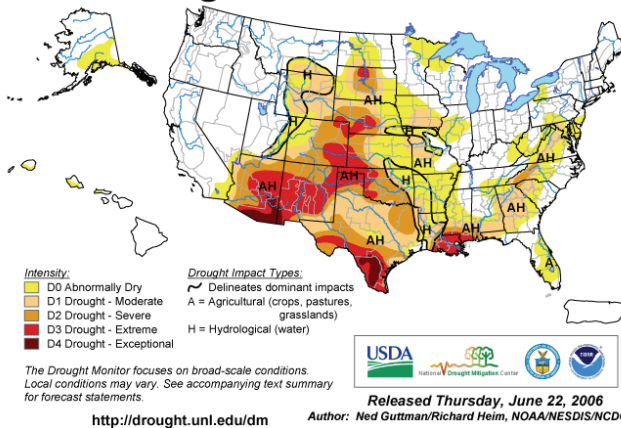 H
AH
H
AH
AH
AH
H
AH
AH
AH
H
AH
AH
A
Intensity:
D0 Abnormally Dry
D1 Drought - Moderate
D2 Drought - Severe
D3 Drought - Extreme
D4 Drought - Exceptional
Drought Impact Types:
Delineates dominant impacts
A = Agricultural (crops, pastures,
grasslands)
H = Hydrological (water)
The Drought Monitor focuses on broad-scale conditions.
Local conditions may vary. See accompanying text summary
for forecast statements.
http://drought.unl.edu/dm
USDA
National Drought Mitigation Center
Released Thursday, June 22, 2006
Author: Ned Guttman/Richard Heim, NOAA/NESDIS/NCDC